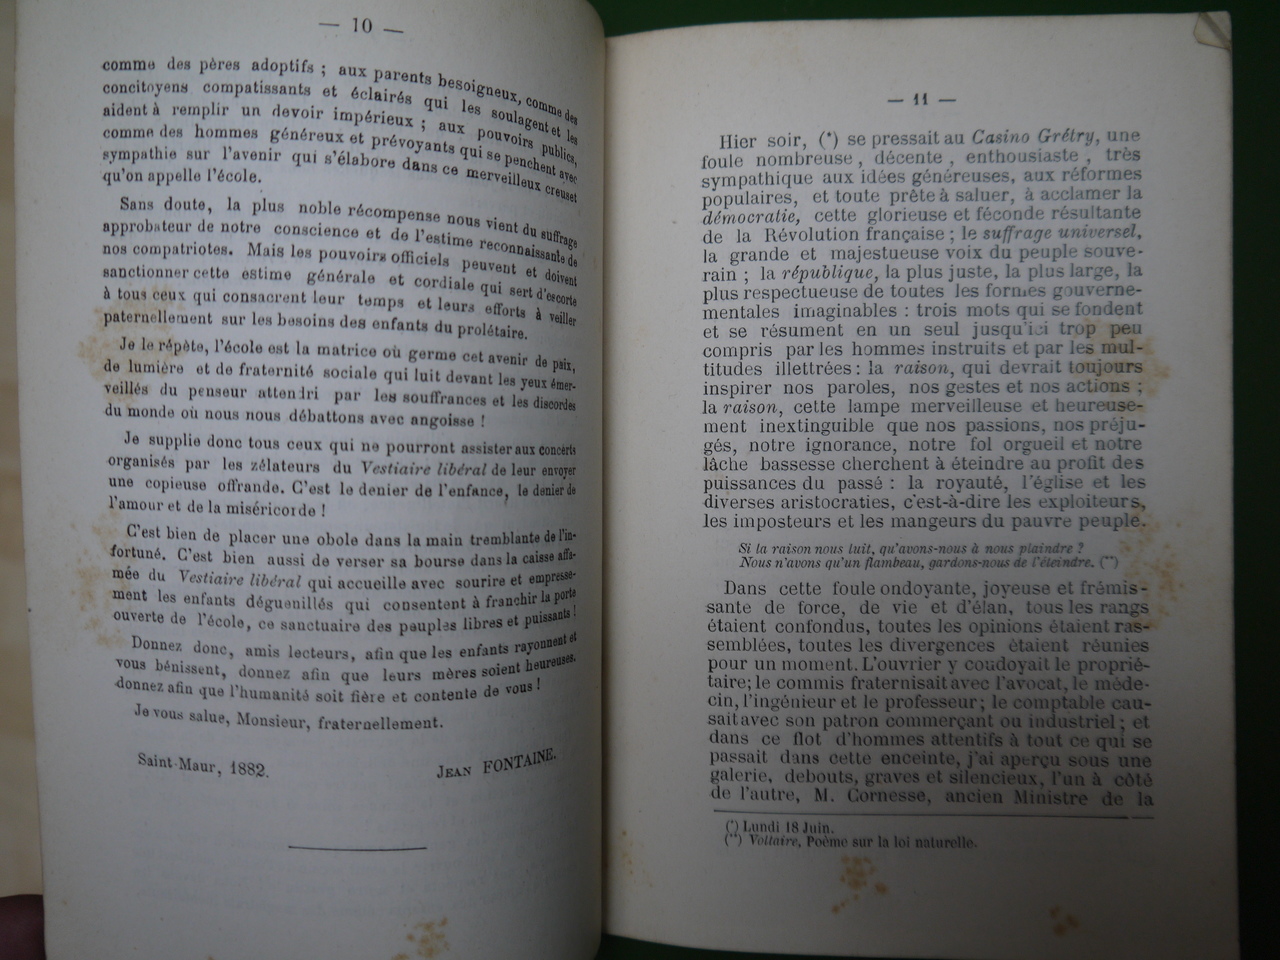 — 10 —
comme des pères adoptifs ; aux parents besoigneux, comme des
concitoyens compatissants et éclairés qui les soulagent et les
aident à remplir un devoir impérieux ; aux pouvoirs publics,
comme des hommes généreux et prévoyants qui se penchent avec
sympathie sur l'avenir qui s'élabore dans ce merveilleux creuset
qu'on appelle l'école.
Sans doute, la plus noble récompense nous vient du suffrage
approbateur de notre conscience et de l'estime reconnaissante de
nos compatriotes. Mais les pouvoirs officiels peuvent et doivent
sanctionner cette estime générale et cordiale qui sert d'escorte
à tous ceux qui consacrent leur temps et leurs efforts à veiller
paternellement sur les besoins des enfants du prolétaire.
Je le répète, l'école est la matrice où germe cet avenir de paix,
de lumière et de fraternité sociale qui luit devant les yeux émer-
veillés du penseur attendri par les souffrances et les discordes
du monde où nous nous débattons avec angoisse !
Je supplie donc tous ceux qui ne pourront assister aux concerts
organisés par les zélateurs du Vestiaire libéral de leur envoyer
une copieuse offrande. C'est le denier de l'enfance, le denier de
l'amour et de la miséricorde !
C'est bien de placer une obole dans la main tremblante de l'in-
fortuné. C'est bien aussi de verser sa bourse dans la caisse affa-
mée du Vestiaire libéral qui accueille avec sourire et empresse-
ment les enfants déguenillés qui consentent à franchir la porte
ouverte de l'école, ce sanctuaire des peuples libres et puissants !
Donnez donc, amis lecteurs, afin que les enfants rayonnent et
vous bénissent, donnez afin que leurs mères soient heureuses,
donnez afin que l'humanité soit fière et contente de vous !
Je vous salue, Monsieur, fraternellement.
Saint-Maur, 1882.
JEAN FONTAINE.
— 11 —
Hier soir, (*) se pressait au Casino Grétry, une
foule nombreuse, décente, enthousiaste, très
sympathique aux idées généreuses, aux réformes
populaires, et toute prête à saluer, à acclamer la
démocratie, cette glorieuse et féconde résultante
de la Révolution française ; le suffrage universel,
la grande et majestueuse voix du peuple souve-
rain ; la république, la plus juste, la plus large, la
plus respectueuse de toutes les formes gouverne-
mentales imaginables : trois mots qui se fondent
et se résument en un seul jusqu'ici trop peu
compris par les hommes instruits et par les mul-
titudes illettrées : la raison, qui devrait toujours
inspirer nos paroles, nos gestes et nos actions ;
la raison, cette lampe merveilleuse et heureuse-
ment inextinguible que nos passions, nos préju-
gés, notre ignorance, notre fol orgueil et notre
lâche bassesse cherchent à éteindre au profit des
puissances du passé : la royauté, l'église et les
diverses aristocraties, c'est-à-dire les exploiteurs,
les imposteurs et les mangeurs du pauvre peuple.
Si la raison nous luit, qu'avons-nous à nous plaindre ?
Nous n'avons qu'un flambeau, gardons-nous de l'éteindre. (**)
Dans cette foule ondoyante, joyeuse et frémis-
sante de force, de vie et d'élan, tous les rangs
étaient confondus, toutes les opinions étaient ras-
semblées, toutes les divergences étaient réunies
pour un moment. L'ouvrier y coudoyait le proprié-
taire; le commis fraternisait avec l'avocat, le méde-
cin, l'ingénieur et le professeur ; le comptable cau-
sait avec son patron commerçant ou industriel ; et
dans ce flot d'hommes attentifs à tout ce qui se
passait dans cette enceinte, j'ai aperçu sous une
galerie, debouts, graves et silencieux, l'un à côté
de l'autre, M. Cornesse, ancien Ministre de la
(*) Lundi 18 Juin.
(**) Voltaire, Poème sur la loi naturelle.